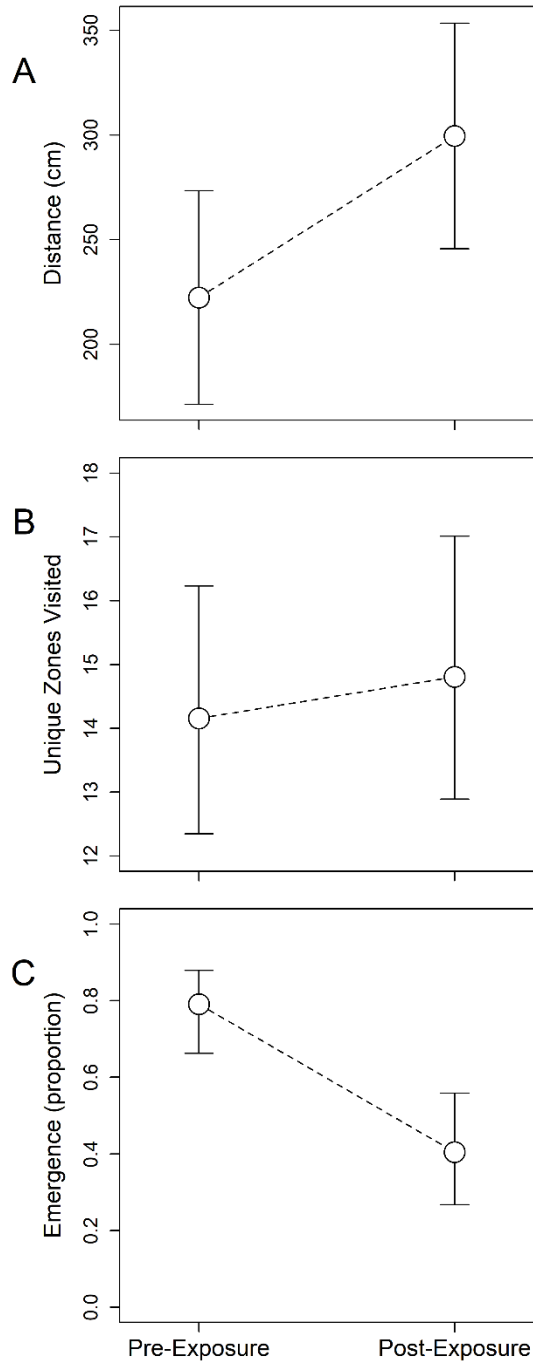 A
Distance (cm)
350
300
250
200
B
Unique Zones Visited
18
17
16
15
14
13
12
C
Emergence (proportion)
1.0
0.8
0.6
0.4
0.2
0.0
Pre-Exposure Post-Exposure